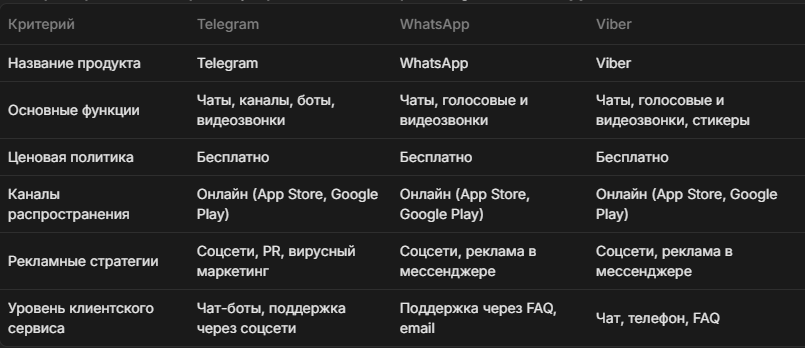 Критерий Telegram WhatsApp Viber
Название продукта Telegram WhatsApp Viber
Основные функции
Чаты, каналы, боты,
видеозвонки
Чаты, голосовые и
видеозвонки
Чаты, голосовые и
видеозвонки, стикеры
Ценовая политика Бесплатно Бесплатно Бесплатно
Каналы
распространения
Онлайн (App Store, Google
Play)
Онлайн (App Store,
Google Play)
Онлайн (App Store, Google
Play)
Рекламные стратегии
Соцсети, PR, вирусный
маркетинг
Соцсети, реклама в
мессенджере
Соцсети, реклама в
мессенджере
Уровень клиентского
сервиса
Чат-боты, поддержка
через соцсети
Поддержка через FAQ,
email
Чат, телефон, FAQ